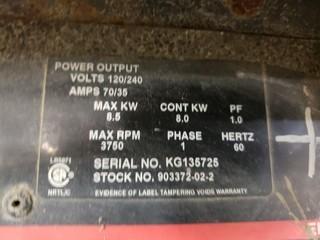 POWER OUTPUT
VOLTS 120/240
AMPS 70/35
MAX KW CONT KW PF
8.5 8.0 1.0
MAX RPM PHASE HERTZ
3750 1 60
SERIAL NO. KG135725
STOCK NO. 903372-02-2
NRTL/C EVIDENCE OF LABEL TAMPERING VOIDS WARRANTY